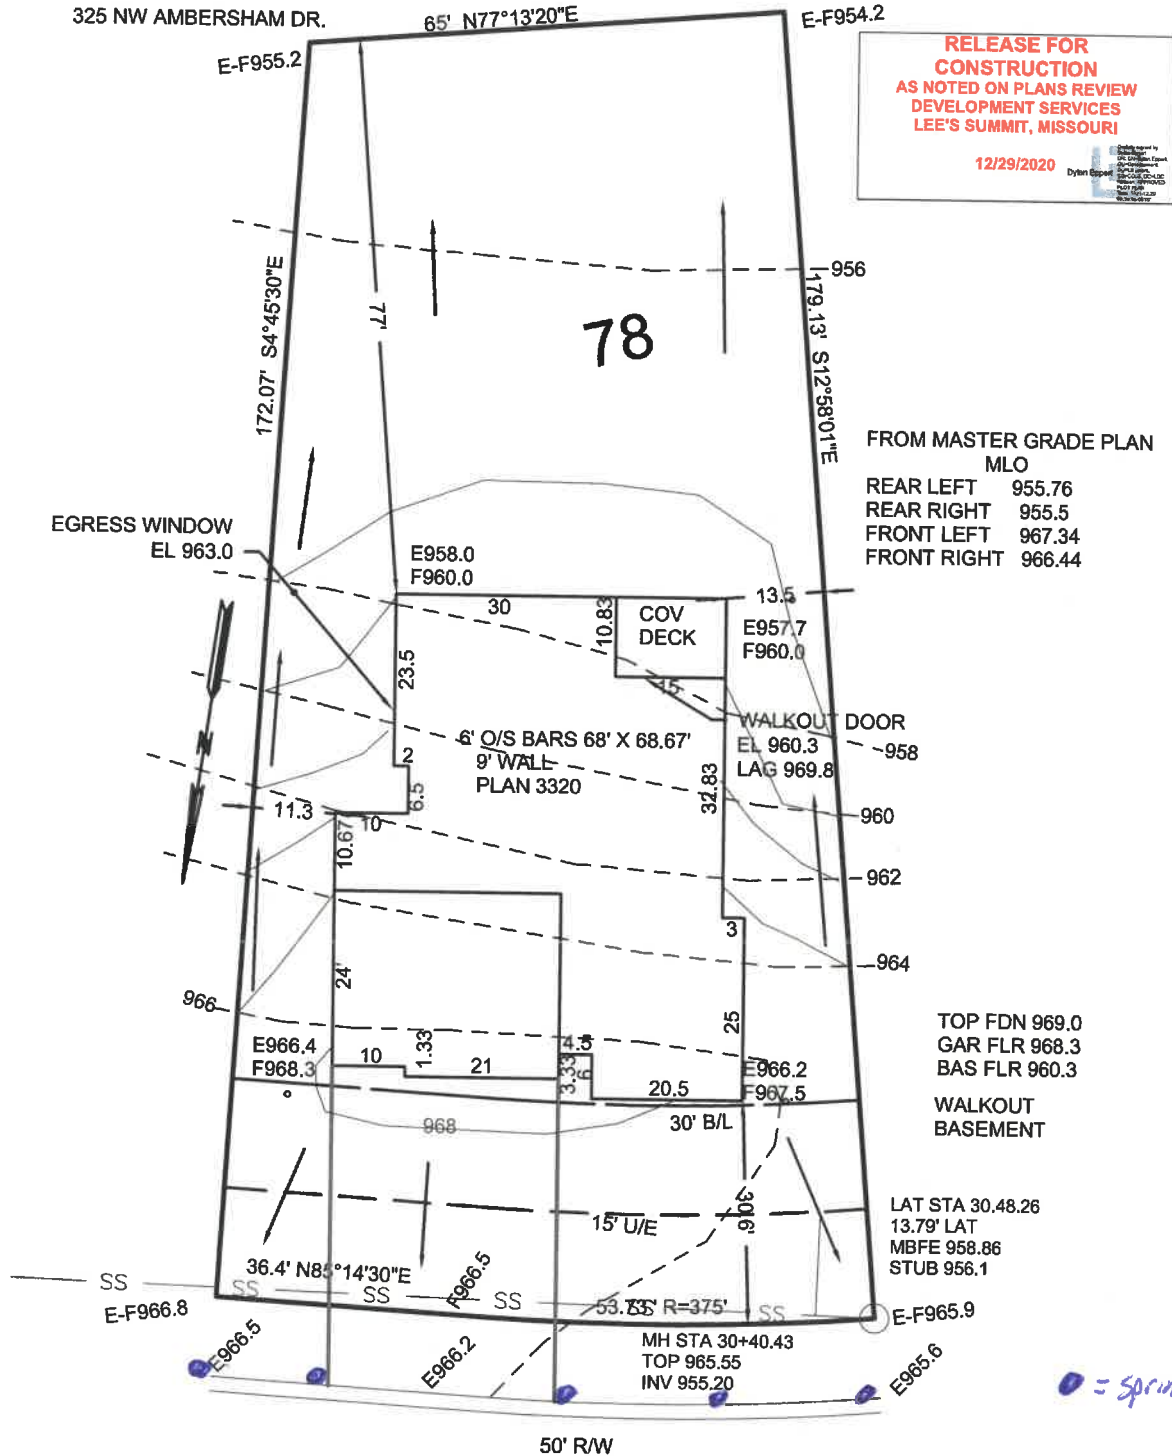 325 NW AMBERSHAM DR.
65' N77°13'20"E
E-F954.2
E-F955.2
RELEASE FOR
CONSTRUCTION
AS NOTED ON PLANS REVIEW
DEVELOPMENT SERVICES
LEE'S SUMMIT, MISSOURI
12/29/2020
Dylan Eppert
956
172.07' S4°45'30"E
77'
78
179.13' S12°58'01"E
FROM MASTER GRADE PLAN
MLO
REAR LEFT 955.76
REAR RIGHT 955.5
FRONT LEFT 967.34
FRONT RIGHT 966.44
EGRESS WINDOW
EL 963.0
E958.0
F960.0
30
10.83
COV
DECK
13.5
E957.7
F960.0
23.5
15
WALKOUT DOOR
EL 960.3
LAG 969.8
958
6' O/S BARS 68' X 68.67'
9' WALL
PLAN 3320
2
6.5
32.83
N
11.3
10
10.67
960
962
3
964
24'
25
966
E966.4
F968.3
10
1.33
21
4.5
3.33
6
20.5
E966.2
F967.5
TOP FDN 969.0
GAR FLR 968.3
BAS FLR 960.3
WALKOUT
BASEMENT
968
30' B/L
30.6'
15' U/E
LAT STA 30.48.26
13.79' LAT
MBFE 958.86
STUB 956.1
36.4' N85°14'30"E
F966.5
SS SS SS SS SS SS
E-F966.8
53.73' R=375'
E-F965.9
MH STA 30+40.43
TOP 965.55
INV 955.20
E966.5
E966.2
E965.6
50' R/W
= sprin